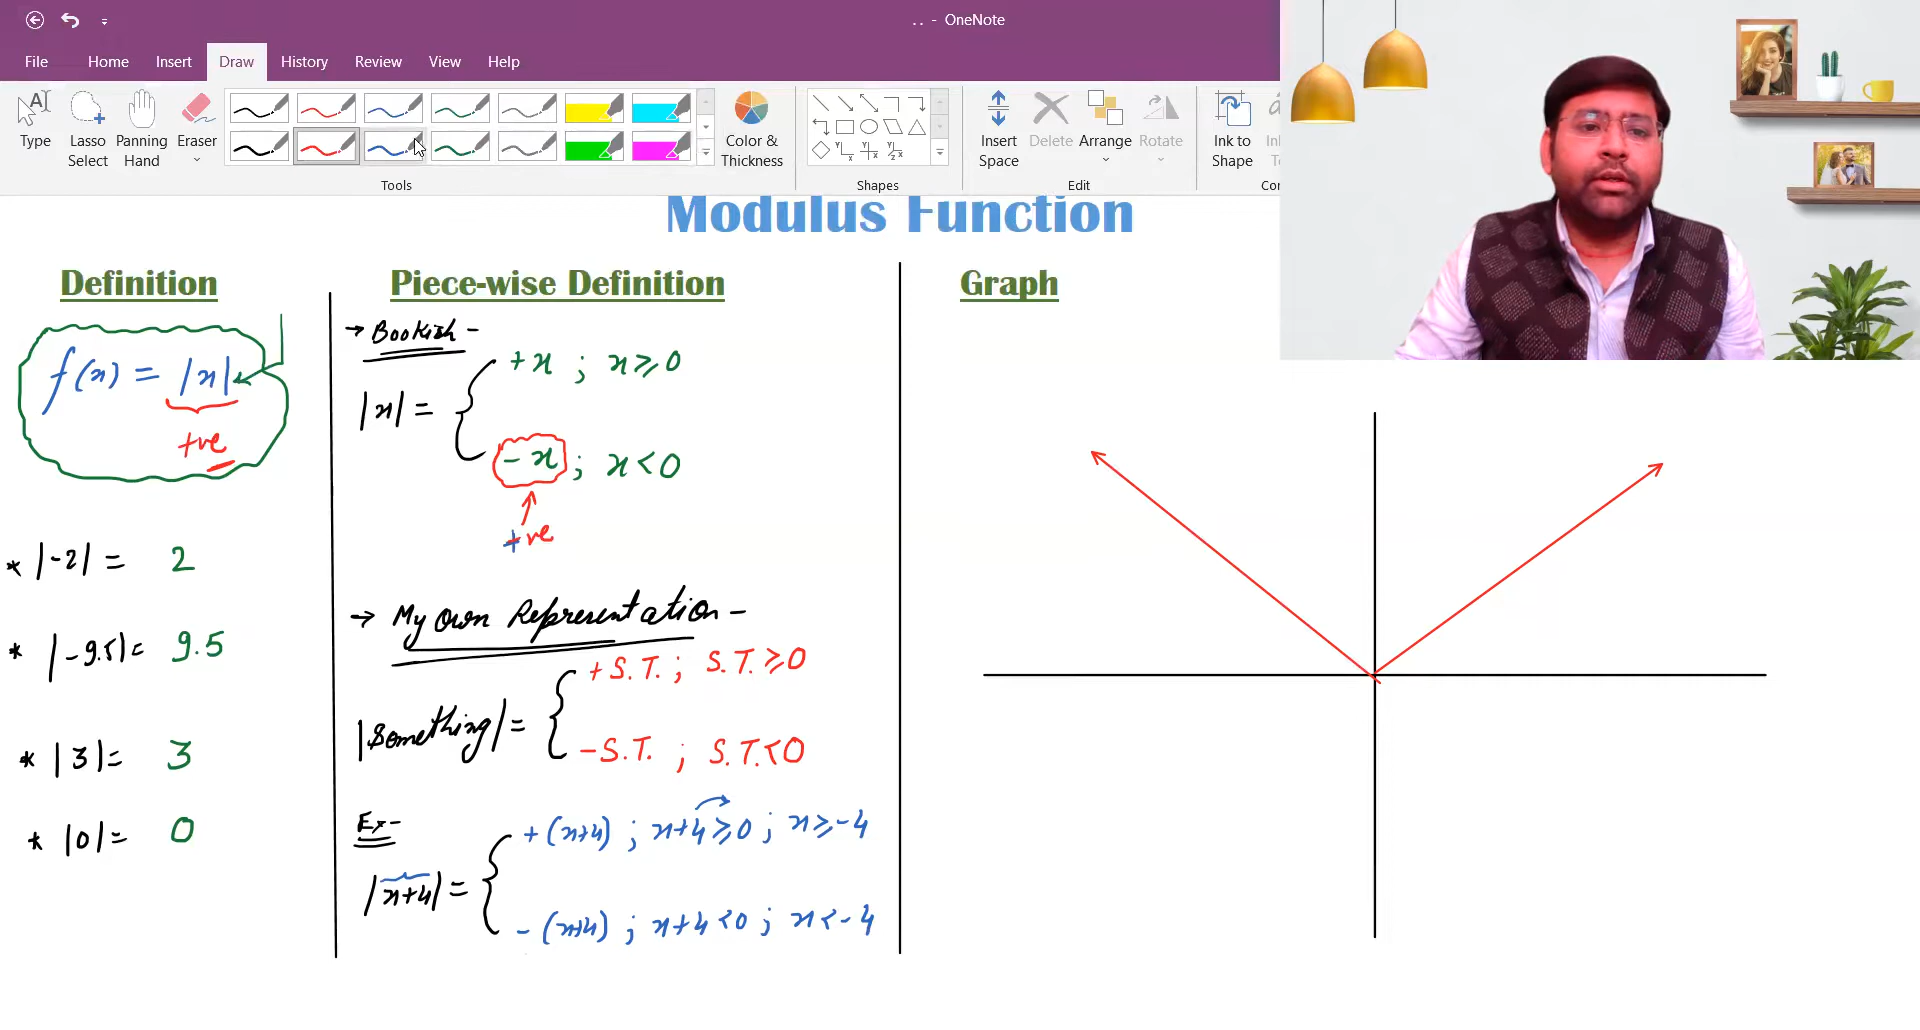 .. - OneNote
File Home Insert Draw History Review View Help
Type
Lasso Select
Panning Hand
Eraser
Color & Thickness
Insert Space
Delete
Arrange
Rotate
Ink to Shape
Tools
Shapes
Edit
Modulus Function
Definition
f(x) = |x|
+ve
* |-2| = 2
* |-9.5| = 9.5
* |3| = 3
* |0| = 0
Piece-wise Definition
→ Bookish -
+x ; x ≥ 0
|x| =
-x ; x < 0
+ve
→ My own Representation -
+ S.T. ; S.T. ≥ 0
|Something| =
- S.T. ; S.T. < 0
Ex -
+(x+4) ; x+4 ≥ 0 ; x ≥ -4
|x+4| =
-(x+4) ; x+4 < 0 ; x < -4
Graph